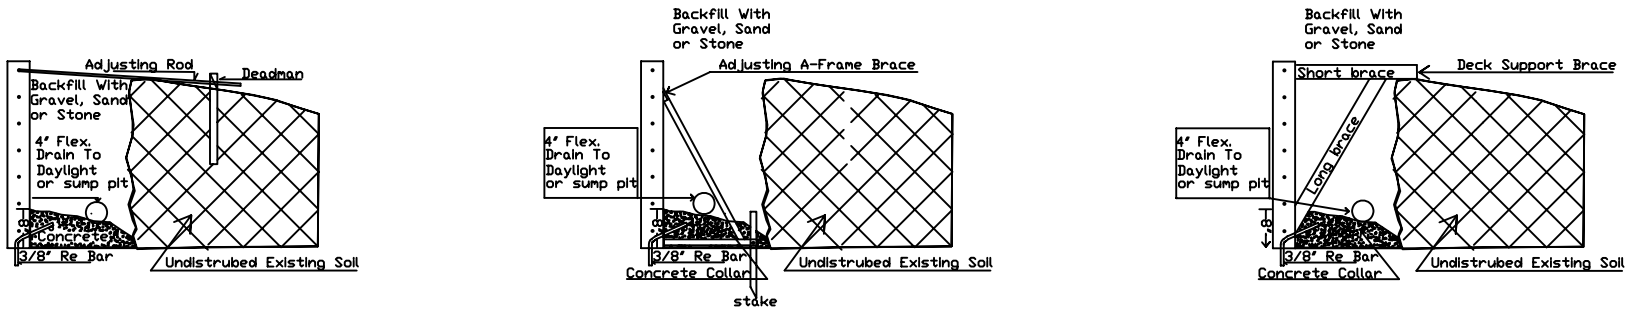 Adjusting Rod
Deadman
Backfill With
Gravel, Sand
or Stone
4" Flex.
Drain To
Daylight
or sump pit
8"
Concrete
3/8" Re Bar
Undistrubed Existing Soil
Backfill With
Gravel, Sand
or Stone
Adjusting A-Frame Brace
4" Flex.
Drain To
Daylight
or sump pit
8"
3/8" Re Bar
Concrete Collar
stake
Undistrubed Existing Soil
Backfill With
Gravel, Sand
or Stone
Short brace
Deck Support Brace
4" Flex.
Drain To
Daylight
or sump pit
Long brace
8"
3/8" Re Bar
Concrete Collar
Undistrubed Existing Soil